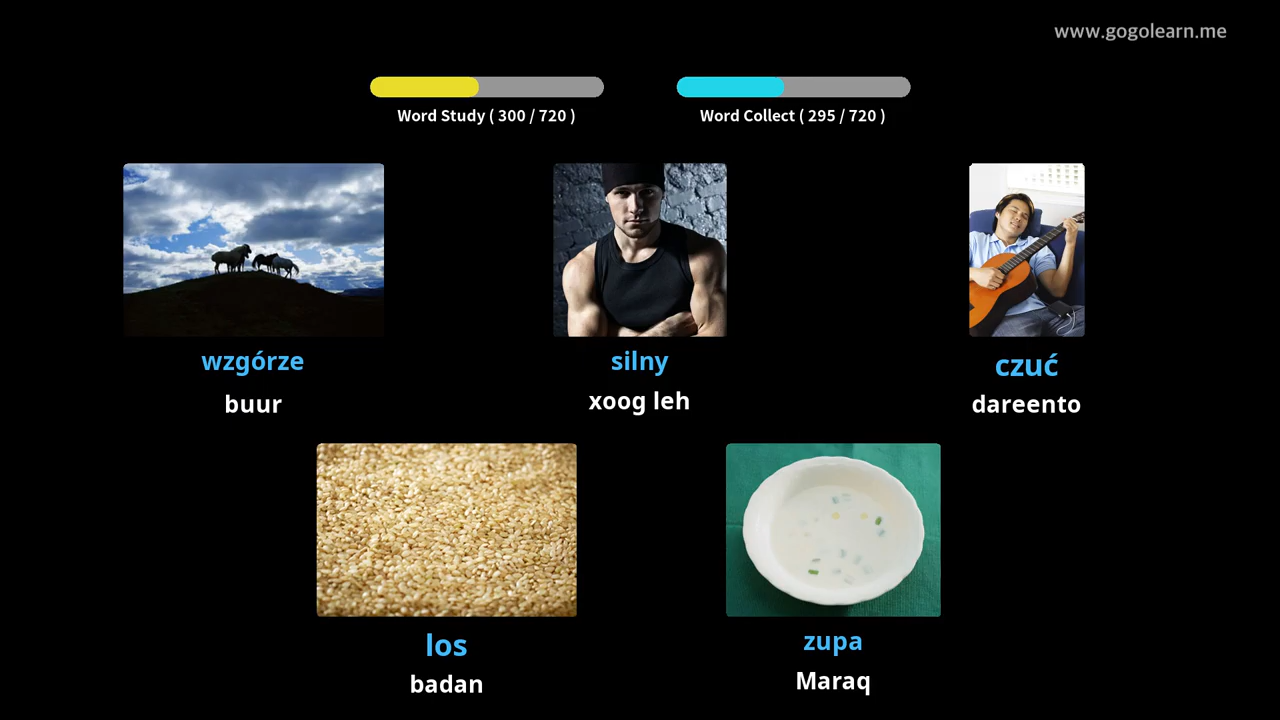 www.gogolearn.me
Word Study ( 300 / 720 )
Word Collect ( 295 / 720 )
wzgórze
buur
silny
xoog leh
czuć
dareento
los
badan
zupa
Maraq